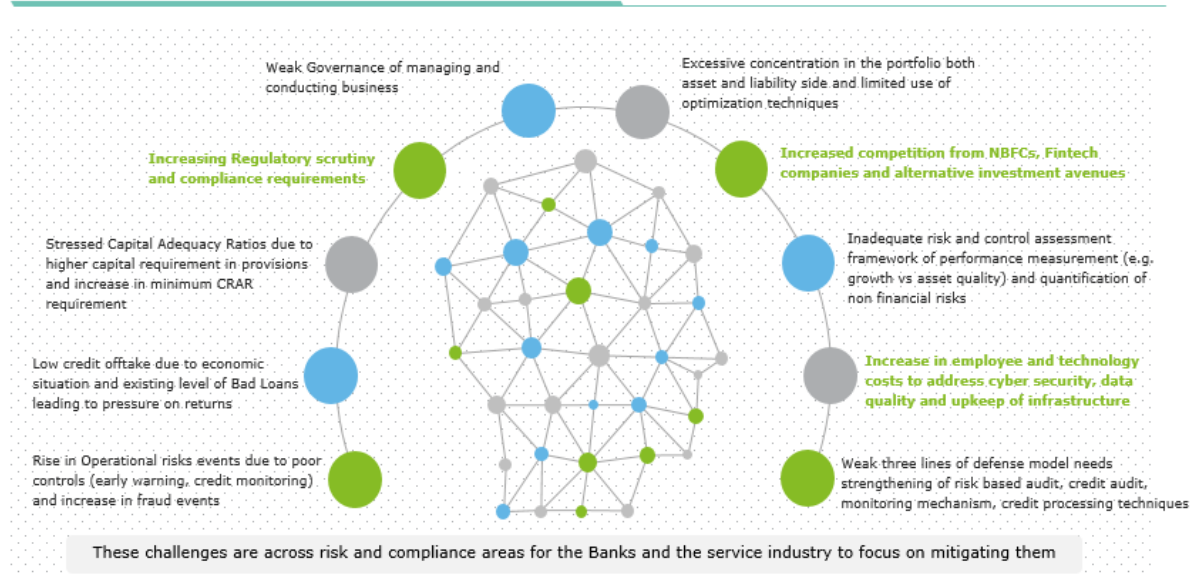 Weak Governance of managing and
conducting business
Excessive concentration in the portfolio both
asset and liability side and limited use of
optimization techniques
Increasing Regulatory scrutiny
and compliance requirements
Increased competition from NBFCs, Fintech
companies and alternative investment avenues
Stressed Capital Adequacy Ratios due to
higher capital requirement in provisions
and increase in minimum CRAR
requirement
Inadequate risk and control assessment
framework of performance measurement (e.g.
growth vs asset quality) and quantification of
non financial risks
Low credit offtake due to economic
situation and existing level of Bad Loans
leading to pressure on returns
Increase in employee and technology
costs to address cyber security, data
quality and upkeep of infrastructure
Rise in Operational risks events due to poor
controls (early warning, credit monitoring)
and increase in fraud events
Weak three lines of defense model needs
strengthening of risk based audit, credit audit,
monitoring mechanism, credit processing techniques
These challenges are across risk and compliance areas for the Banks and the service industry to focus on mitigating them